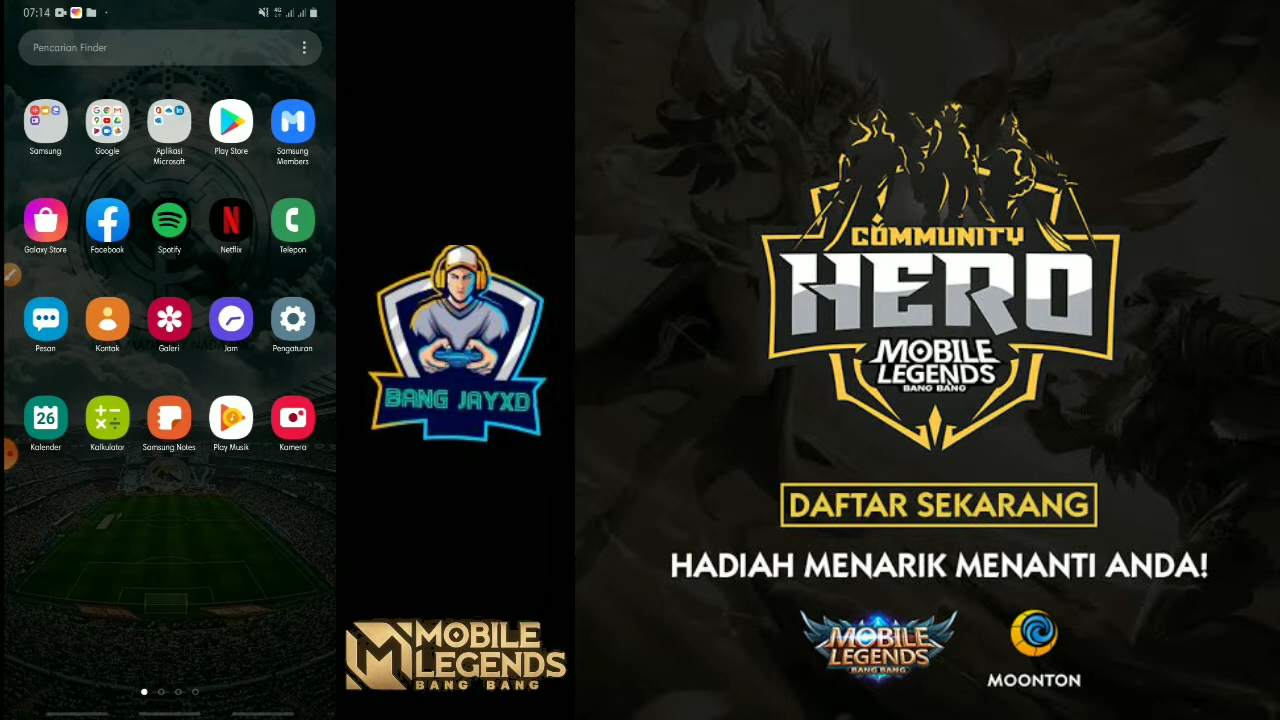 07:14
4G
Pencarian Finder
Samsung
Google
Aplikasi
Microsoft
Play Store
Samsung
Members
Galaxy Store
Facebook
Spotify
Netflix
Telepon
Pesan
Kontak
Galeri
Jam
Pengaturan
26
Kalender
Kalkulator
Samsung Notes
Play Musik
Kamera
BANG JAYXD
MOBILE
LEGENDS
BANG BANG
COMMUNITY
HERO
MOBILE
LEGENDS
BANG BANG
DAFTAR SEKARANG
HADIAH MENARIK MENANTI ANDA!
MOBILE
LEGENDS
BANG BANG
MOONTON